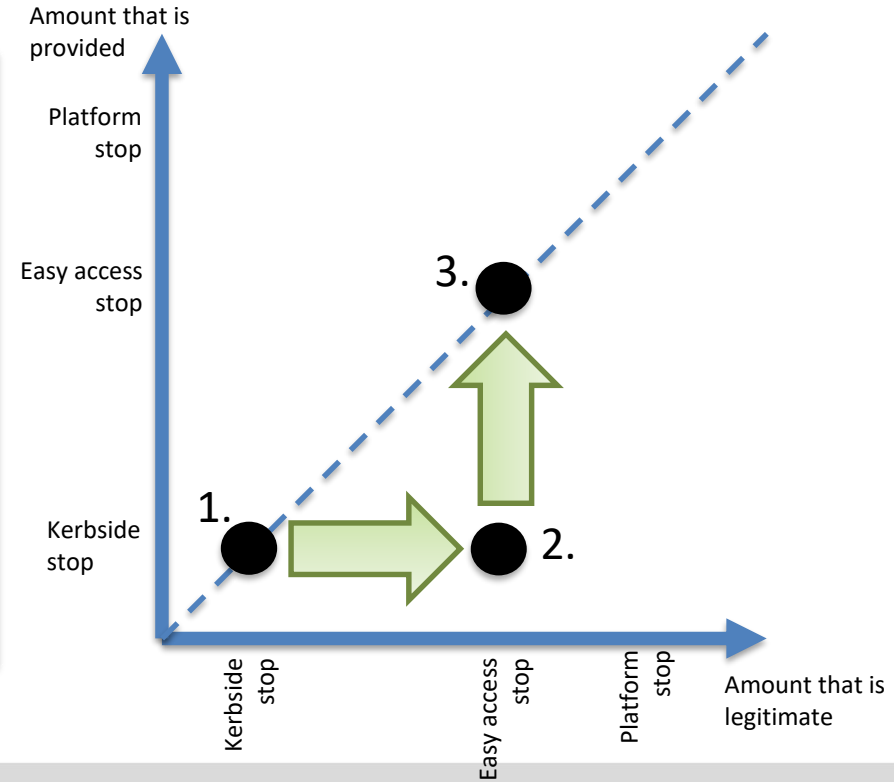 Amount that is
provided
Platform
stop
Easy access
stop
3.
1.
Kerbside
stop
2.
Kerbside
stop
Easy access
stop
Platform
stop
Amount that is
legitimate